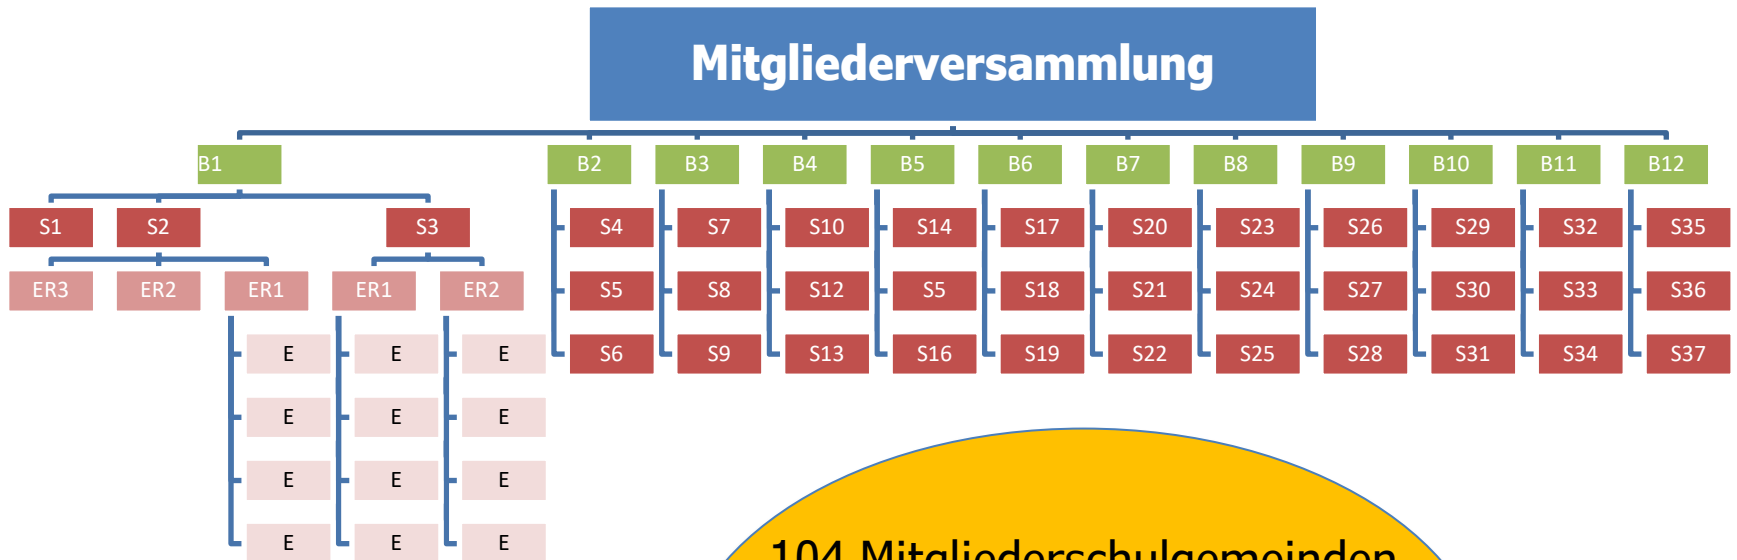 Mitgliederversammlung
B1 B2 B3 B4 B5 B6 B7 B8 B9 B10 B11 B12
S1 S2 S3 S4 S7 S10 S14 S17 S20 S23 S26 S29 S32 S35
ER3 ER2 ER1 ER1 ER2 S5 S8 S12 S5 S18 S21 S24 S27 S30 S33 S36
E E E S6 S9 S13 S16 S19 S22 S25 S28 S31 S34 S37
E E E
E E E
E E E
104 Mitgliederschulgemeinden